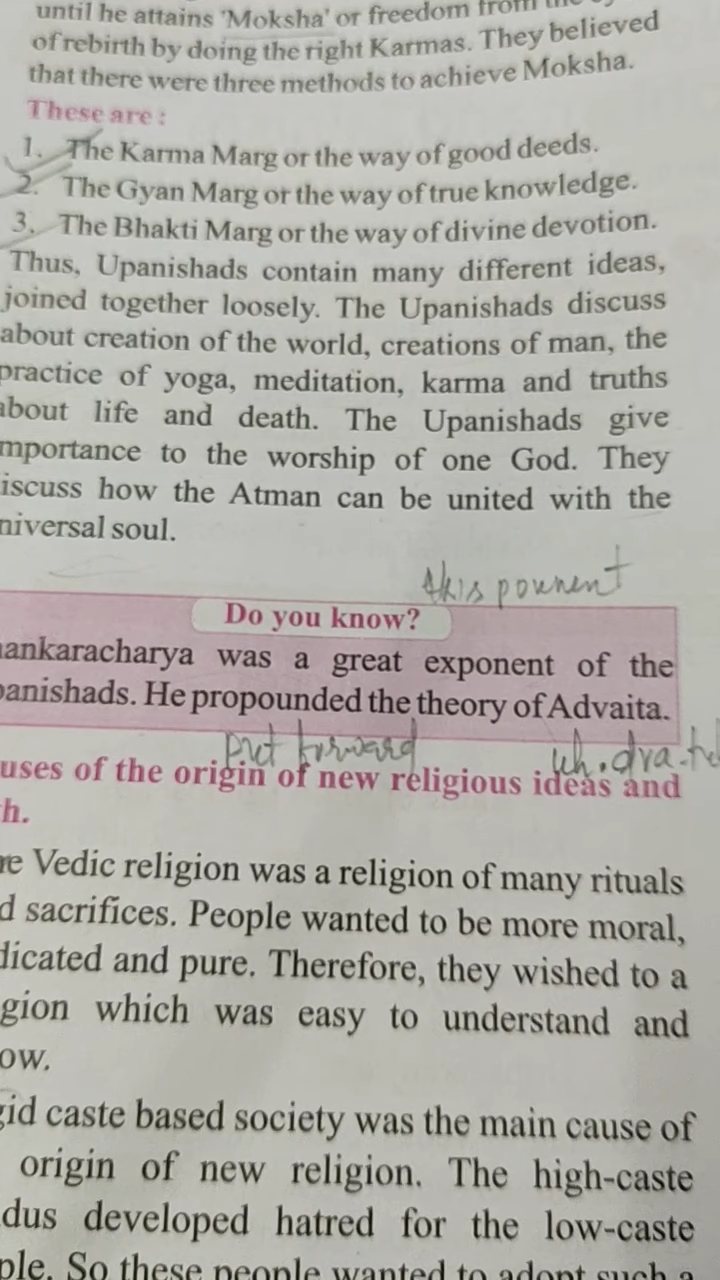 until he attains 'Moksha' or freedom from the
of rebirth by doing the right Karmas. They believed
that there were three methods to achieve Moksha.
These are :
1. The Karma Marg or the way of good deeds.
2. The Gyan Marg or the way of true knowledge.
3. The Bhakti Marg or the way of divine devotion.
Thus, Upanishads contain many different ideas,
joined together loosely. The Upanishads discuss
about creation of the world, creations of man, the
practice of yoga, meditation, karma and truths
about life and death. The Upanishads give
mportance to the worship of one God. They
iscuss how the Atman can be united with the
niversal soul.
Do you know?
ankaracharya was a great exponent of the
panishads. He propounded the theory of Advaita.
put forward
uses of the origin of new religious ideas and
h.
re Vedic religion was a religion of many rituals
d sacrifices. People wanted to be more moral,
dicated and pure. Therefore, they wished to a
gion which was easy to understand and
ow.
gid caste based society was the main cause of
origin of new religion. The high-caste
dus developed hatred for the low-caste
ple. So these people wanted to adopt such a